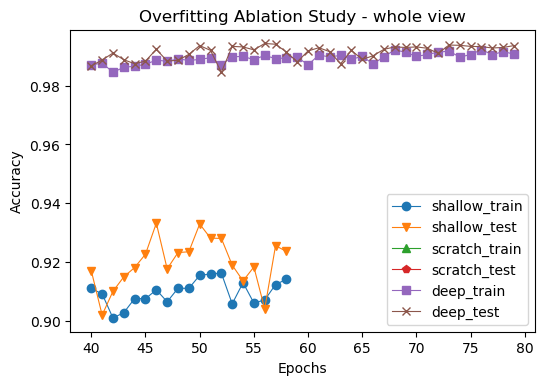 Overfitting Ablation Study - whole view
Accuracy
0.98
0.96
0.94
0.92
0.90
shallow_train
shallow_test
scratch_train
scratch_test
deep_train
deep_test
40 45 50 55 60 65 70 75 80
Epochs